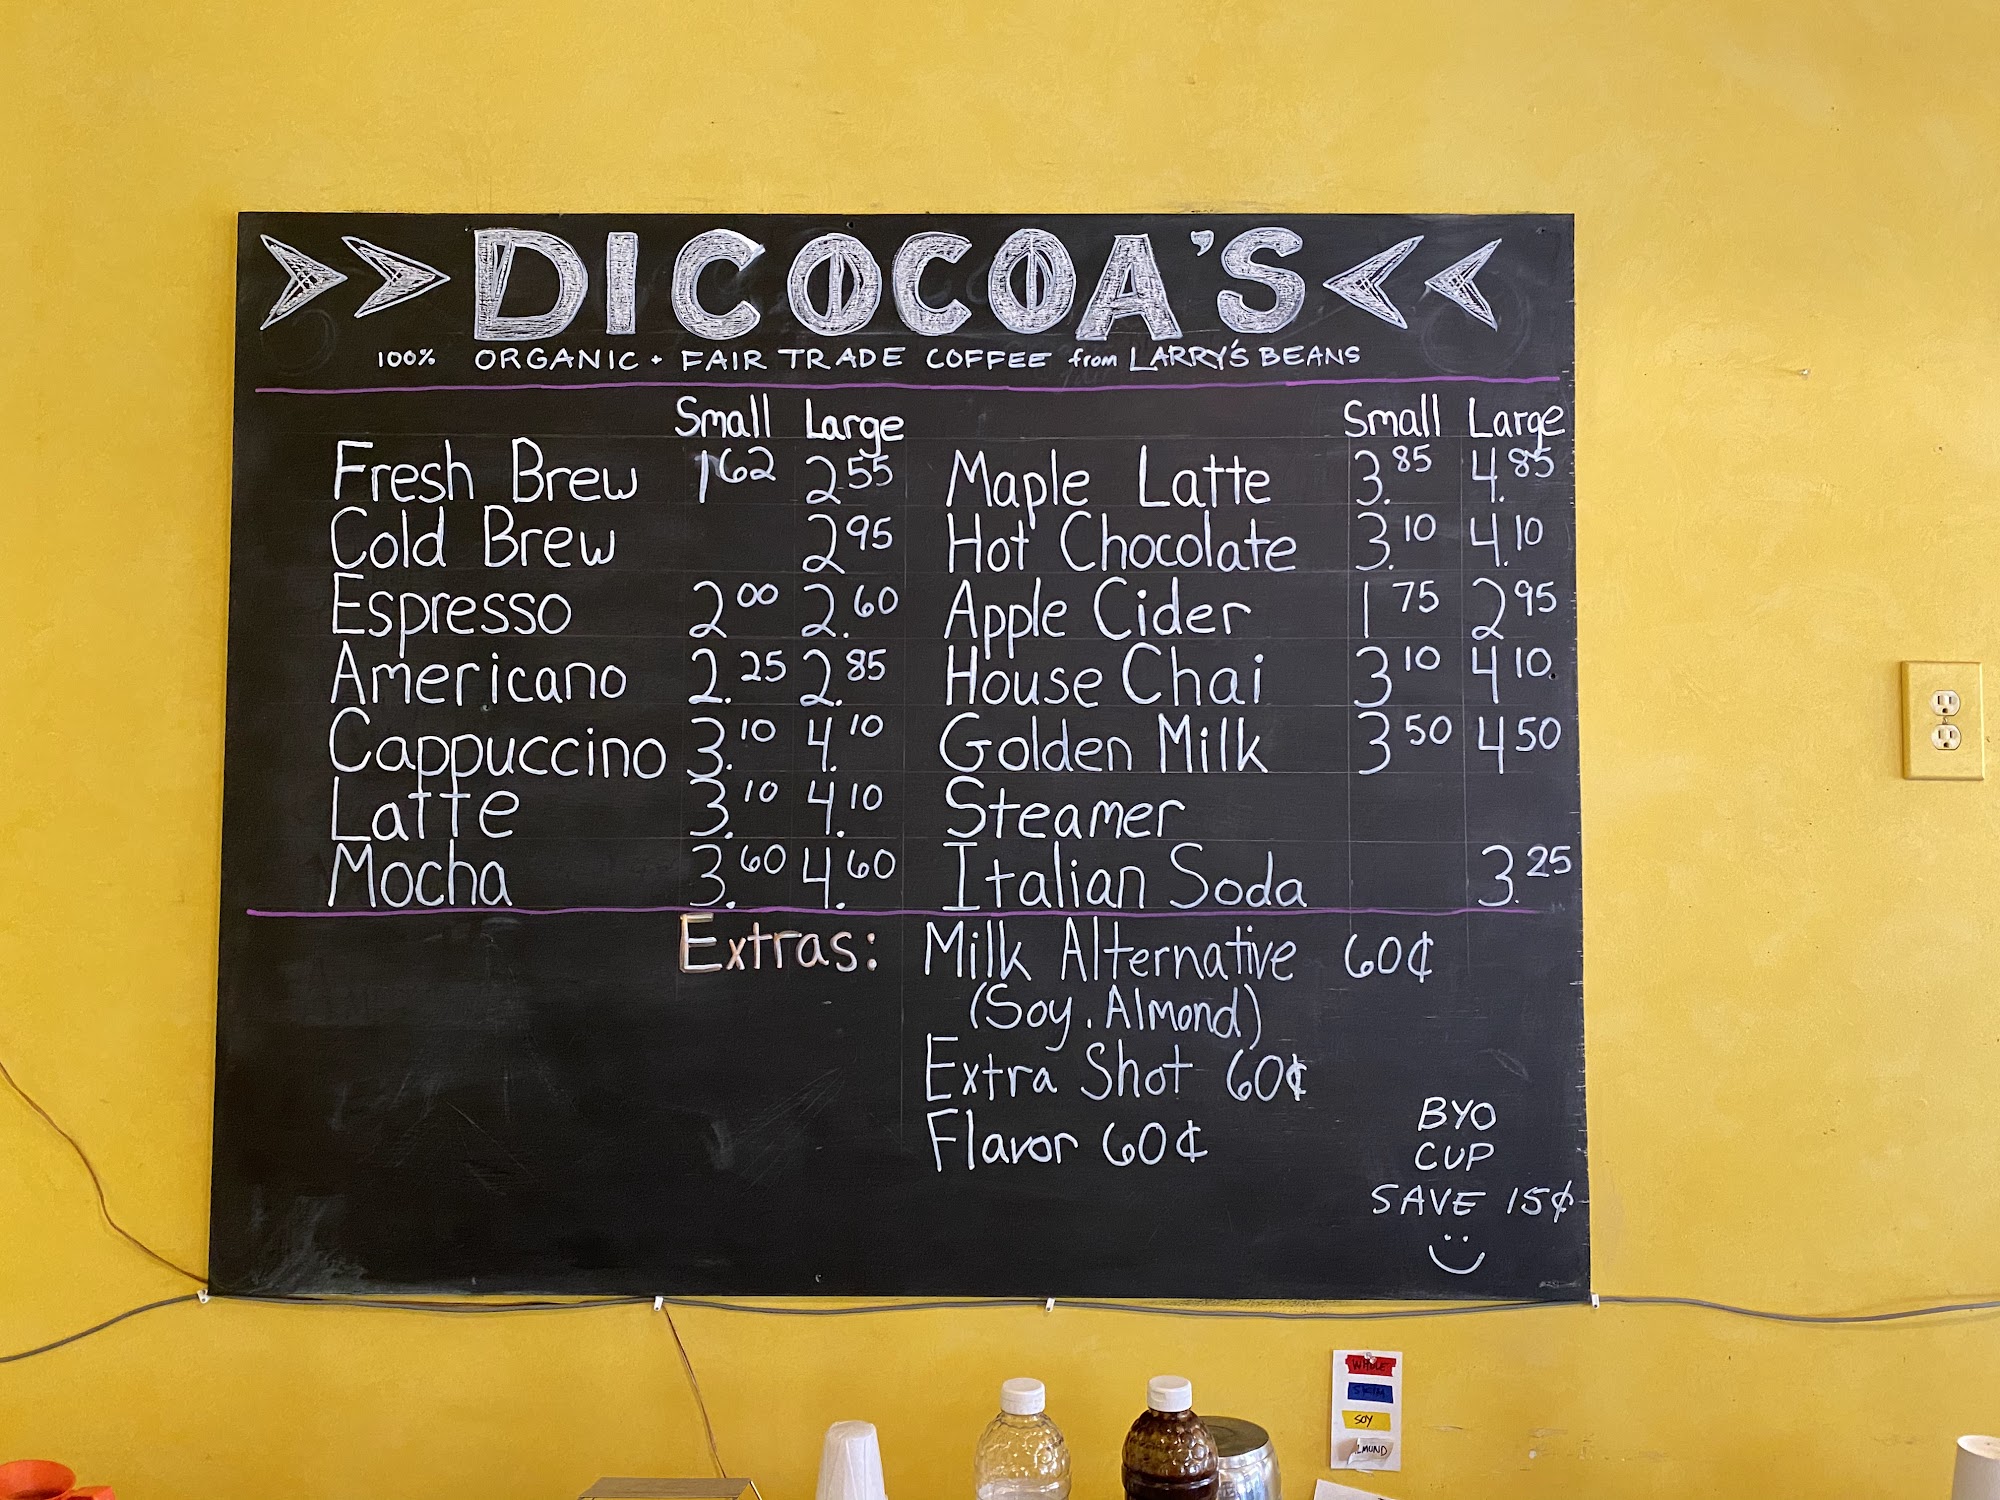 DICOCOA'S
100% ORGANIC + FAIR TRADE COFFEE from LARRY'S BEANS
Small Large
Fresh Brew 1 62 2 55
Cold Brew 2 95
Espresso 2 00 2.60
Americano 2.25 2.85
Cappuccino 3.10 4.10
Latte 3.10 4.10
Mocha 3.60 4.60
Small Large
Maple Latte 3.85 4.85
Hot Chocolate 3.10 4.10
Apple Cider 1 75 2 95
House Chai 3 10 4 10
Golden Milk 3 50 4 50
Steamer
Italian Soda 3.25
Extras: Milk Alternative 60¢
(Soy. Almond)
Extra Shot 60¢
Flavor 60¢
BYO
CUP
SAVE 15¢
WHOLE
SKIM
SOY
LMOND